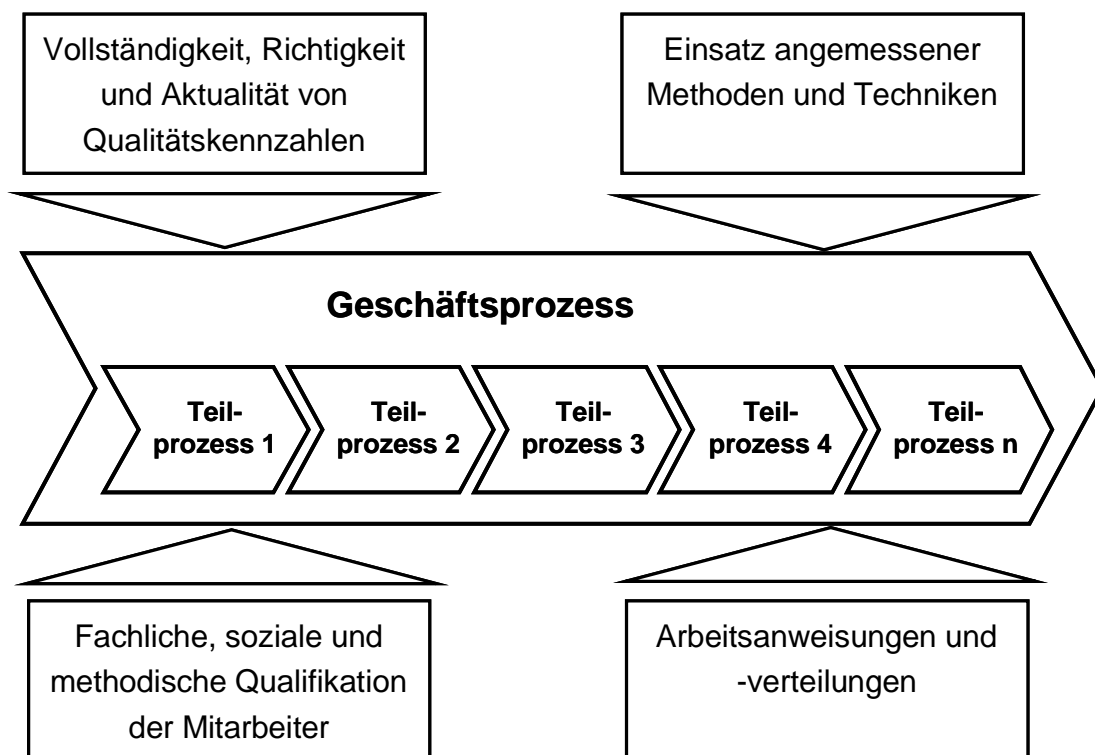 Vollständigkeit, Richtigkeit
und Aktualität von
Qualitätskennzahlen
Einsatz angemessener
Methoden und Techniken
Geschäftsprozess
Teil-
prozess 1
Teil-
prozess 2
Teil-
prozess 3
Teil-
prozess 4
Teil-
prozess n
Fachliche, soziale und
methodische Qualifikation
der Mitarbeiter
Arbeitsanweisungen und
-verteilungen